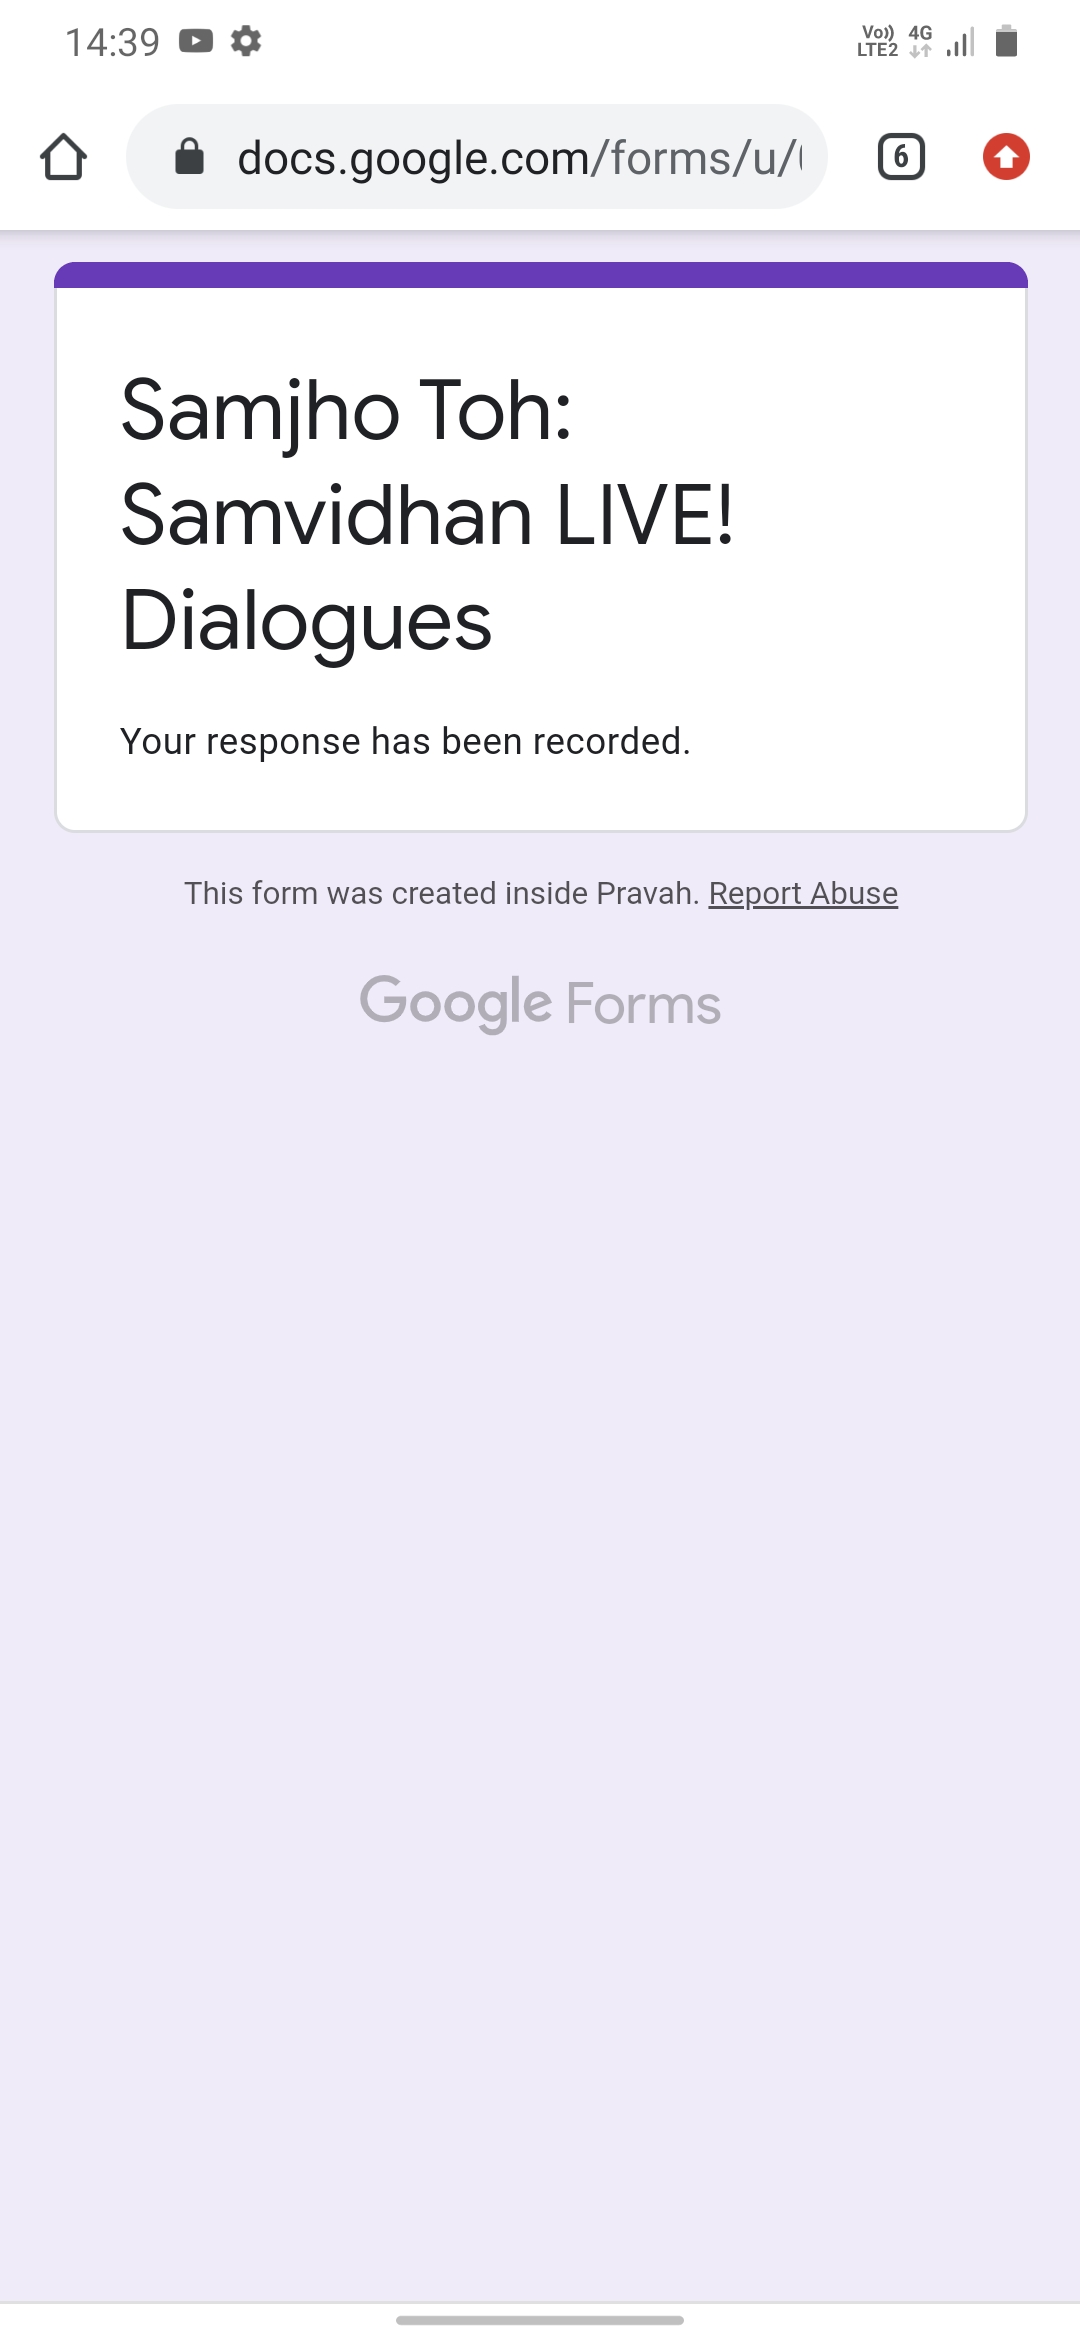 14:39
Vo)) LTE2 4G
docs.google.com/forms/u/
6
Samjho Toh:
Samvidhan LIVE!
Dialogues
Your response has been recorded.
This form was created inside Pravah. Report Abuse
Google Forms